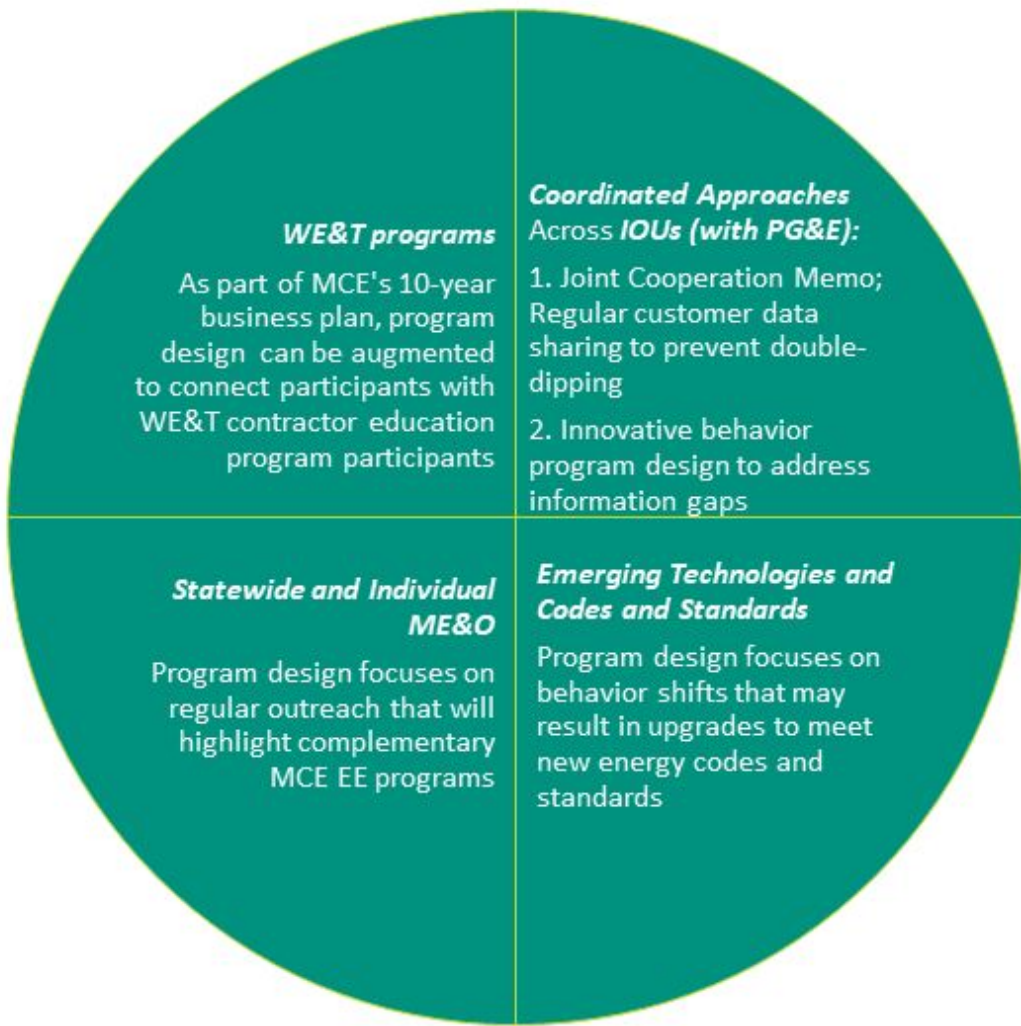 WE&T programs
As part of MCE's 10-year
business plan, program
design can be augmented
to connect participants with
WE&T contractor education
program participants
Coordinated Approaches
Across IOUs (with PG&E):
1. Joint Cooperation Memo;
Regular customer data
sharing to prevent double-
dipping
2. Innovative behavior
program design to address
information gaps
Statewide and Individual
ME&O
Program design focuses on
regular outreach that will
highlight complementary
MCE EE programs
Emerging Technologies and
Codes and Standards
Program design focuses on
behavior shifts that may
result in upgrades to meet
new energy codes and
standards